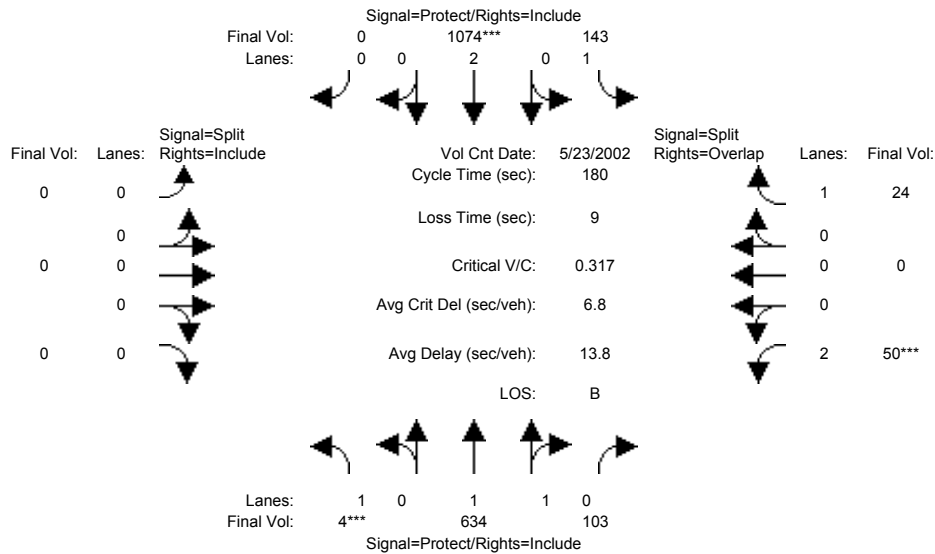 Signal=Protect/Rights=Include
Final Vol: 0 1074*** 143
Lanes: 0 0 2 0 1
Signal=Split Signal=Split
Final Vol: Lanes: Rights=Include Vol Cnt Date: 5/23/2002 Rights=Overlap Lanes: Final Vol:
Cycle Time (sec): 180
0 0 1 24
Loss Time (sec): 9
0 0
0 0 Critical V/C: 0.317 0 0
0 Avg Crit Del (sec/veh): 6.8 0
0 0 Avg Delay (sec/veh): 13.8 2 50***
LOS: B
Lanes: 1 0 1 1 0
Final Vol: 4*** 634 103
Signal=Protect/Rights=Include